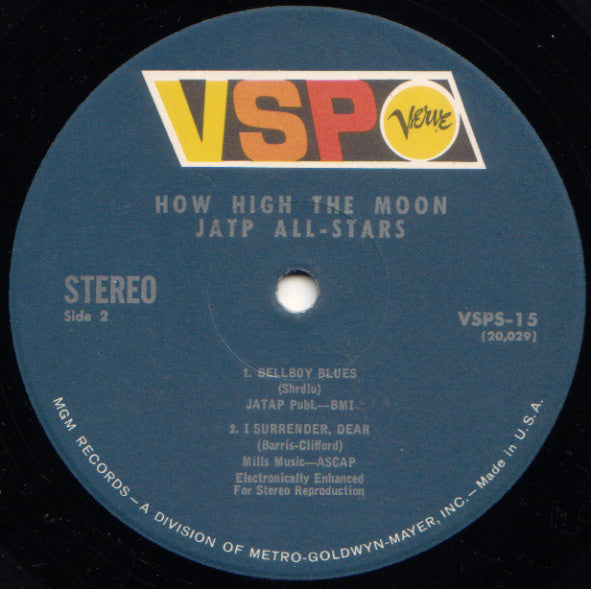 VSP
Verve
HOW HIGH THE MOON
JATP ALL-STARS
STEREO
Side 2
VSPS-15
(20,029)
1. BELLBOY BLUES
(Shrdlu)
JATAP Publ.—BMI
2. I SURRENDER, DEAR
(Barris-Clifford)
Mills Music—ASCAP
Electronically Enhanced
For Stereo Reproduction
MGM RECORDS—A DIVISION OF METRO-GOLDWYN-MAYER, INC.—Made in U.S.A.